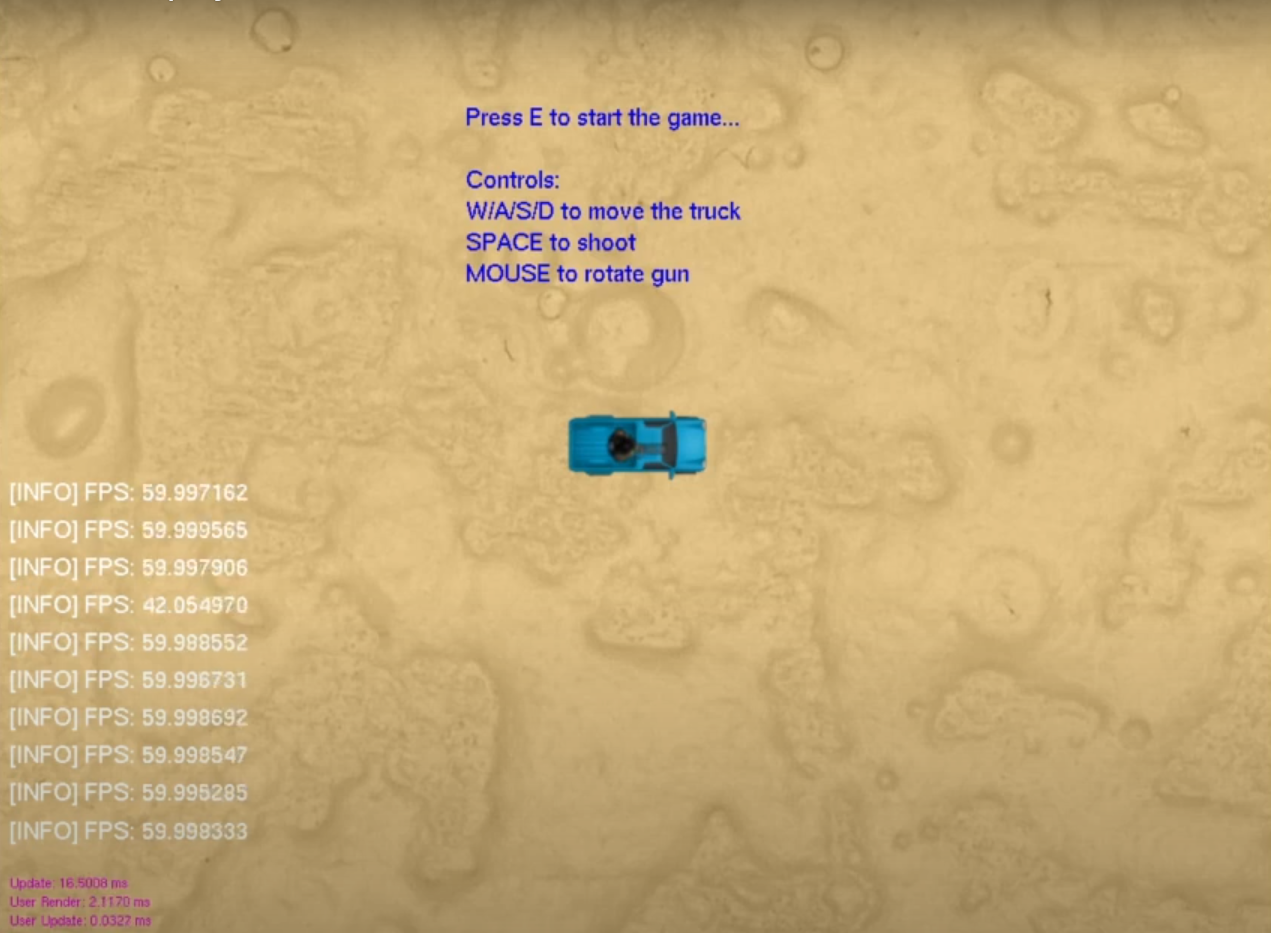 Press E to start the game...
Controls:
W/A/S/D to move the truck
SPACE to shoot
MOUSE to rotate gun
[INFO] FPS: 59.997162
[INFO] FPS: 59.999565
[INFO] FPS: 59.997906
[INFO] FPS: 42.054970
[INFO] FPS: 59.988552
[INFO] FPS: 59.996731
[INFO] FPS: 59.998692
[INFO] FPS: 59.998547
[INFO] FPS: 59.995285
[INFO] FPS: 59.998333
Update: 16.5008 ms
User Render: 2.1170 ms
User Update: 0.0327 ms